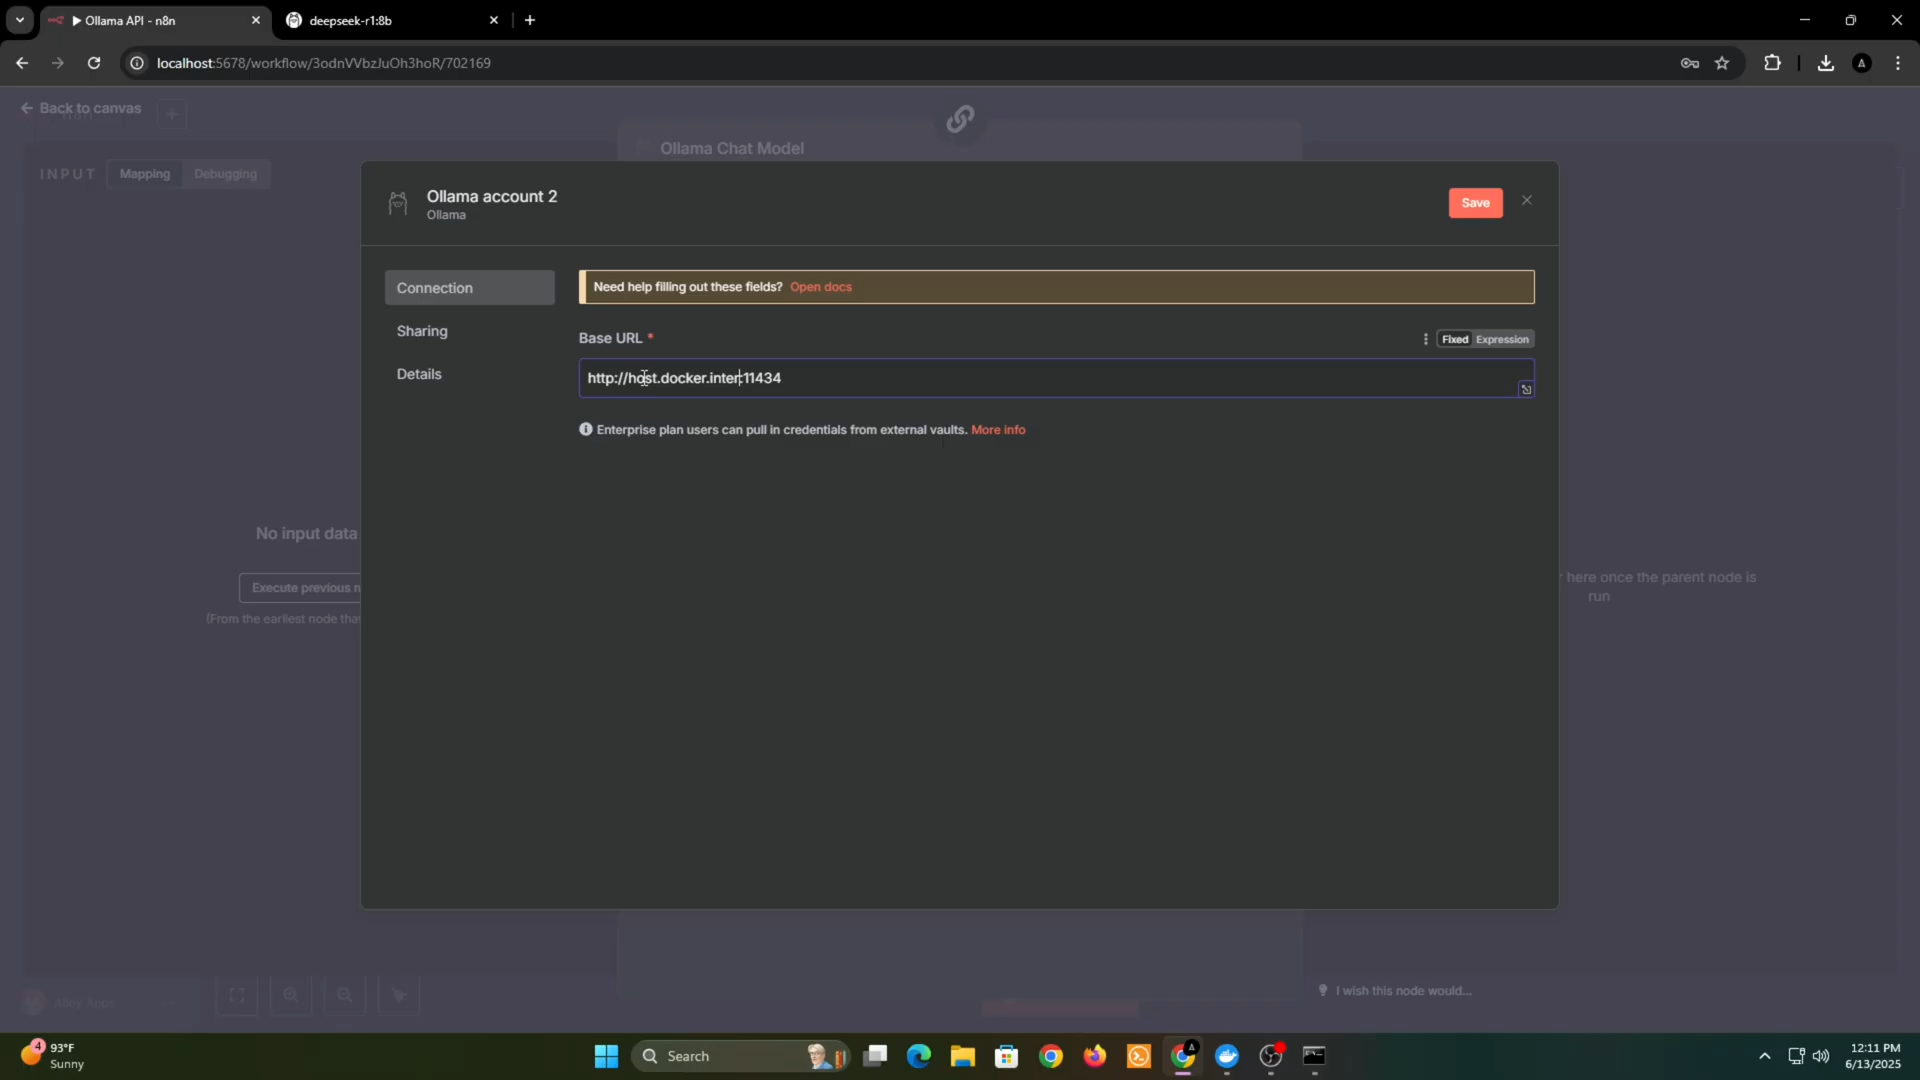 Ollama API - n8n
deepseek-r1:8b
localhost:5678/workflow/3odnVVbzJuOh3hoR/702169
A
Back to canvas
Ollama Chat Model
INPUT Mapping Debugging
Ollama account 2
Ollama
Save
Connection
Sharing
Details
Need help filling out these fields? Open docs
Base URL *
Fixed Expression
http://host.docker.inter:11434
Enterprise plan users can pull in credentials from external vaults. More info
No input data
Execute previous n
(From the earliest node that
here once the parent node is
run
I wish this node would...
Alloy Apps
4
93°F
Sunny
Search
A
12:11 PM
6/13/2025